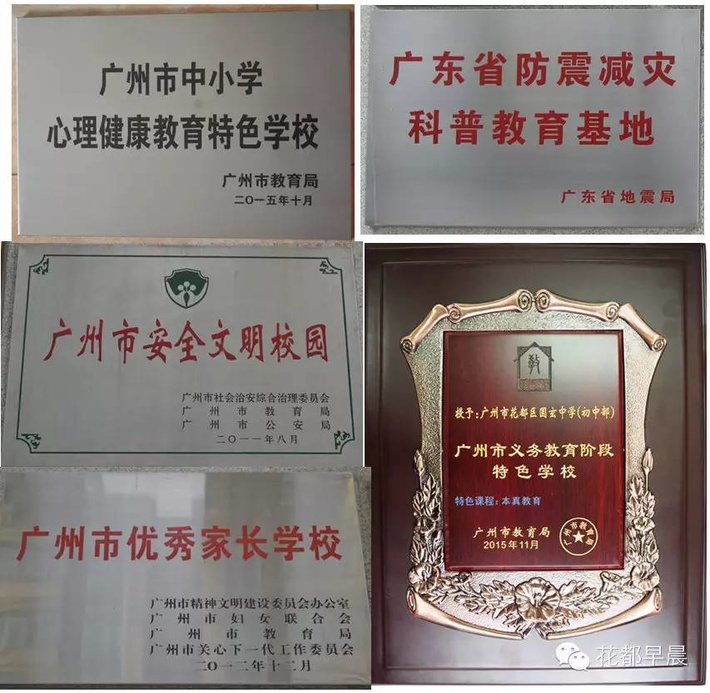 广州市中小学
心理健康教育特色学校
广州市教育局
二〇一五年十月
广东省防震减灾
科普教育基地
广东省地震局
广州市安全文明校园
广州市社会治安综合治理委员会
广州市教育局
广州市公安局
二〇一一年八月
教
授予:广州市花都区圆玄中学(初中部)
广州市义务教育阶段
特色学校
特色课程:本真教育
广州市教育局
2015年11月
广州市教育局
广州市优秀家长学校
广州市精神文明建设委员会办公室
广州市妇女联合会
广州市教育局
广州市关心下一代工作委员会
二〇一二年十二月
花都早晨